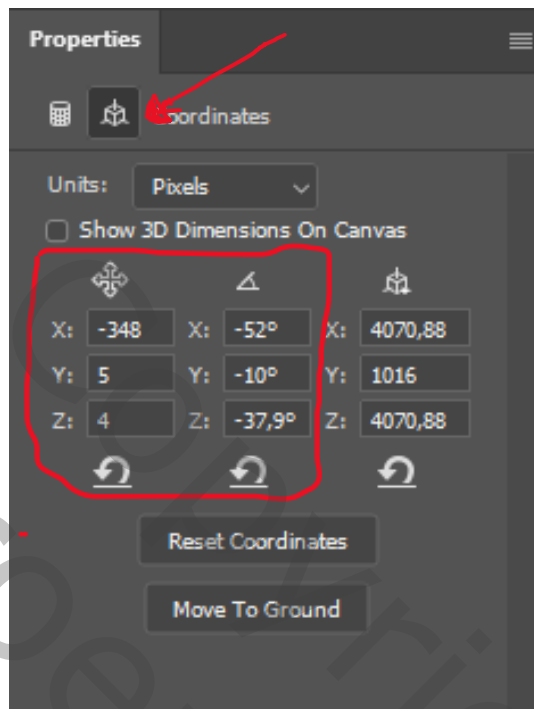 Properties
Coordinates
Units: Pixels
Show 3D Dimensions On Canvas
X: -348 X: -52° X: 4070,88
Y: 5 Y: -10° Y: 1016
Z: 4 Z: -37,9° Z: 4070,88
Reset Coordinates
Move To Ground